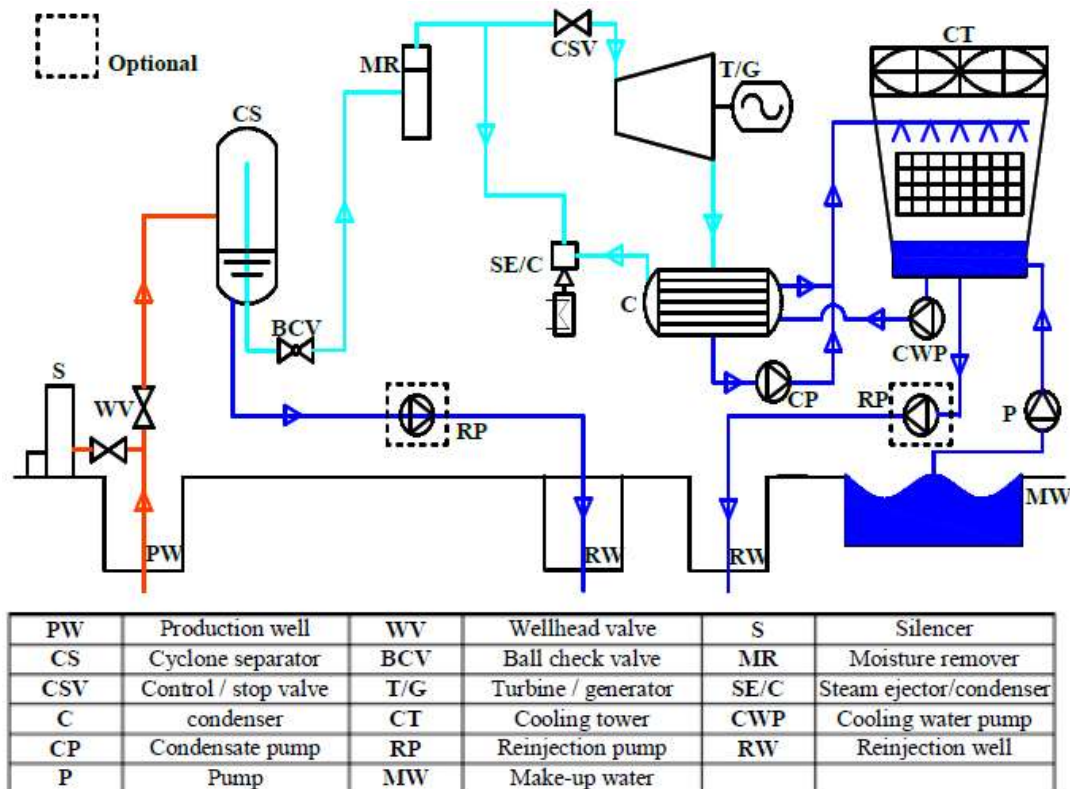 Optional
CS
MR
CSV
T/G
CT
SE/C
C
BCV
CWP
S
WV
CP
RP
RP
P
MW
PW
RW
RW
PW Production well WV Wellhead valve S Silencer
CS Cyclone separator BCV Ball check valve MR Moisture remover
CSV Control / stop valve T/G Turbine / generator SE/C Steam ejector/condenser
C condenser CT Cooling tower CWP Cooling water pump
CP Condensate pump RP Reinjection pump RW Reinjection well
P Pump MW Make-up water